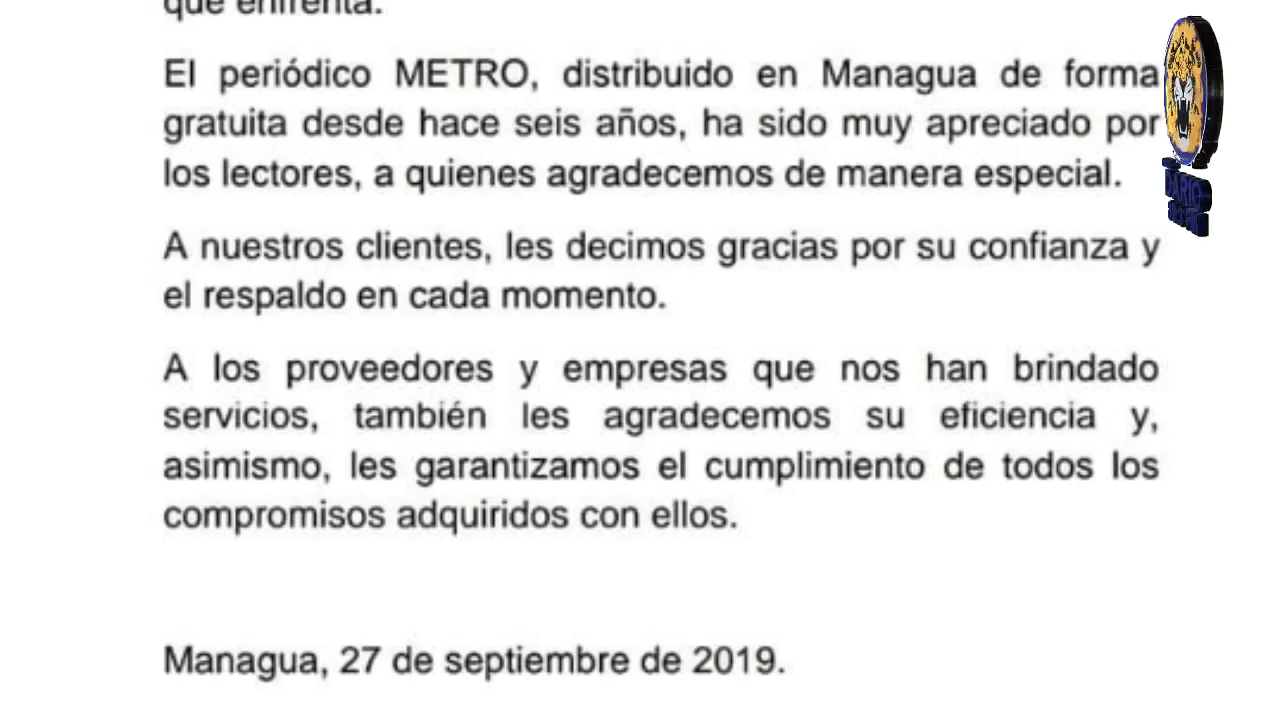 que enfrenta.
El periódico METRO, distribuido en Managua de forma
gratuita desde hace seis años, ha sido muy apreciado por
los lectores, a quienes agradecemos de manera especial.
A nuestros clientes, les decimos gracias por su confianza y
el respaldo en cada momento.
A los proveedores y empresas que nos han brindado
servicios, también les agradecemos su eficiencia y,
asimismo, les garantizamos el cumplimiento de todos los
compromisos adquiridos con ellos.
Managua, 27 de septiembre de 2019.